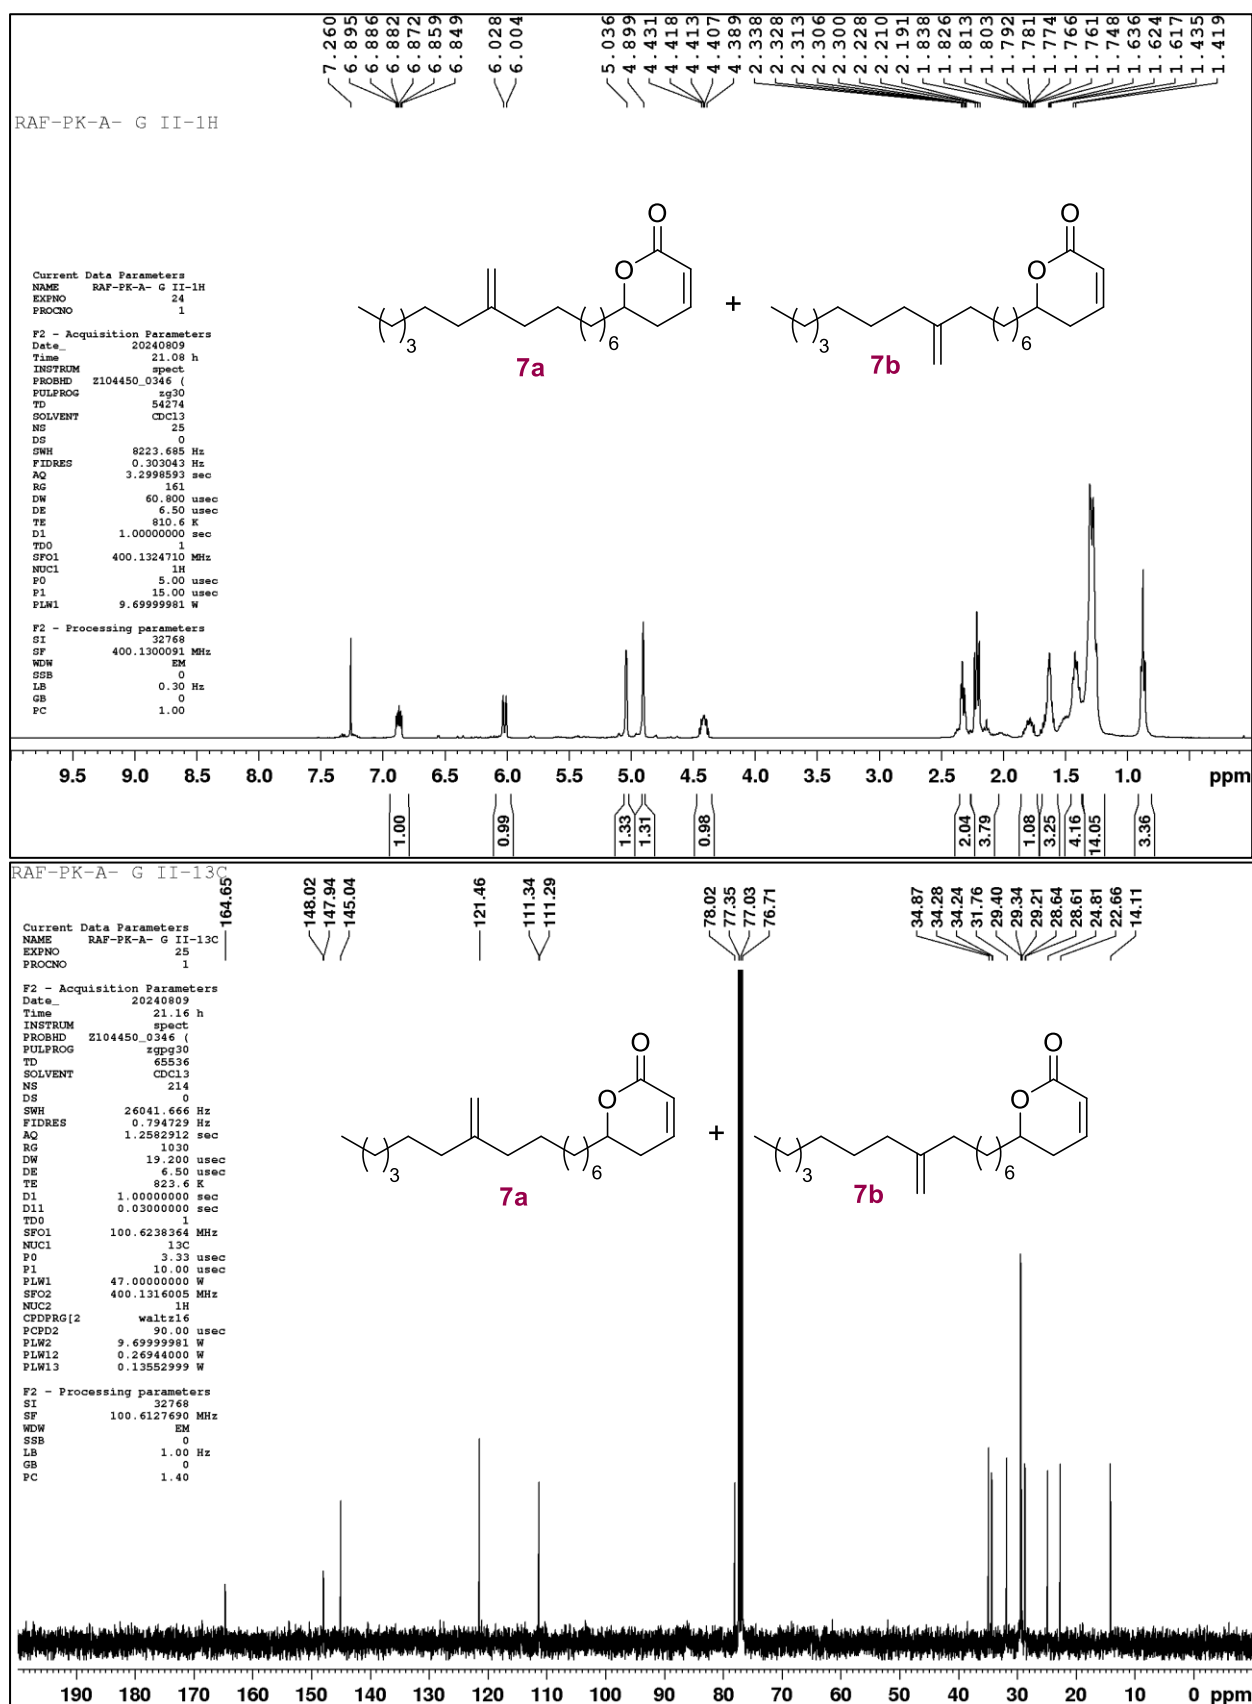 7.260
6.895
6.886
6.882
6.872
6.859
6.849
6.028
6.004
5.036
4.899
4.431
4.418
4.413
4.407
4.389
2.338
2.328
2.313
2.306
2.300
2.228
2.210
2.191
1.838
1.826
1.813
1.803
1.792
1.781
1.774
1.766
1.761
1.748
1.636
1.624
1.617
1.435
1.419
RAF-PK-A- G II-1H
Current Data Parameters
NAME RAF-PK-A- G II-1H
EXPNO 24
PROCNO 1
F2 - Acquisition Parameters
Date_ 20240809
Time 21.08 h
INSTRUM spect
PROBHD Z104450_0346 (
PULPROG zg30
TD 54274
SOLVENT CDCl3
NS 25
DS 0
SWH 8223.685 Hz
FIDRES 0.303043 Hz
AQ 3.2998593 sec
RG 161
DW 60.800 usec
DE 6.50 usec
TE 810.6 K
D1 1.00000000 sec
TD0 1
SFO1 400.1324710 MHz
NUC1 1H
P0 5.00 usec
P1 15.00 usec
PLW1 9.69999981 W
F2 - Processing parameters
SI 32768
SF 400.1300091 MHz
WDW EM
SSB 0
LB 0.30 Hz
GB 0
PC 1.00
O
O
( )3
( )6
7a
+
O
O
( )3
( )6
7b
9.5 9.0 8.5 8.0 7.5 7.0 6.5 6.0 5.5 5.0 4.5 4.0 3.5 3.0 2.5 2.0 1.5 1.0 ppm
1.00
0.99
1.33
1.31
0.98
2.04
3.79
1.08
3.25
4.16
14.05
3.36
RAF-PK-A- G II-13C
164.65
148.02
147.94
145.04
121.46
111.34
111.29
78.02
77.35
77.03
76.71
34.87
34.28
34.24
31.76
29.40
29.34
29.21
28.64
28.61
24.81
22.66
14.11
Current Data Parameters
NAME RAF-PK-A- G II-13C
EXPNO 25
PROCNO 1
F2 - Acquisition Parameters
Date_ 20240809
Time 21.16 h
INSTRUM spect
PROBHD Z104450_0346 (
PULPROG zgpg30
TD 65536
SOLVENT CDCl3
NS 214
DS 0
SWH 26041.666 Hz
FIDRES 0.794729 Hz
AQ 1.2582912 sec
RG 1030
DW 19.200 usec
DE 6.50 usec
TE 823.6 K
D1 1.00000000 sec
D11 0.03000000 sec
TD0 1
SFO1 100.6238364 MHz
NUC1 13C
P0 3.33 usec
P1 10.00 usec
PLW1 47.00000000 W
SFO2 400.1316005 MHz
NUC2 1H
CPDPRG[2 waltz16
PCPD2 90.00 usec
PLW2 9.69999981 W
PLW12 0.26944000 W
PLW13 0.13552999 W
F2 - Processing parameters
SI 32768
SF 100.6127690 MHz
WDW EM
SSB 0
LB 1.00 Hz
GB 0
PC 1.40
O
O
( )3
( )6
7a
+
O
O
( )3
( )6
7b
190 180 170 160 150 140 130 120 110 100 90 80 70 60 50 40 30 20 10 0 ppm